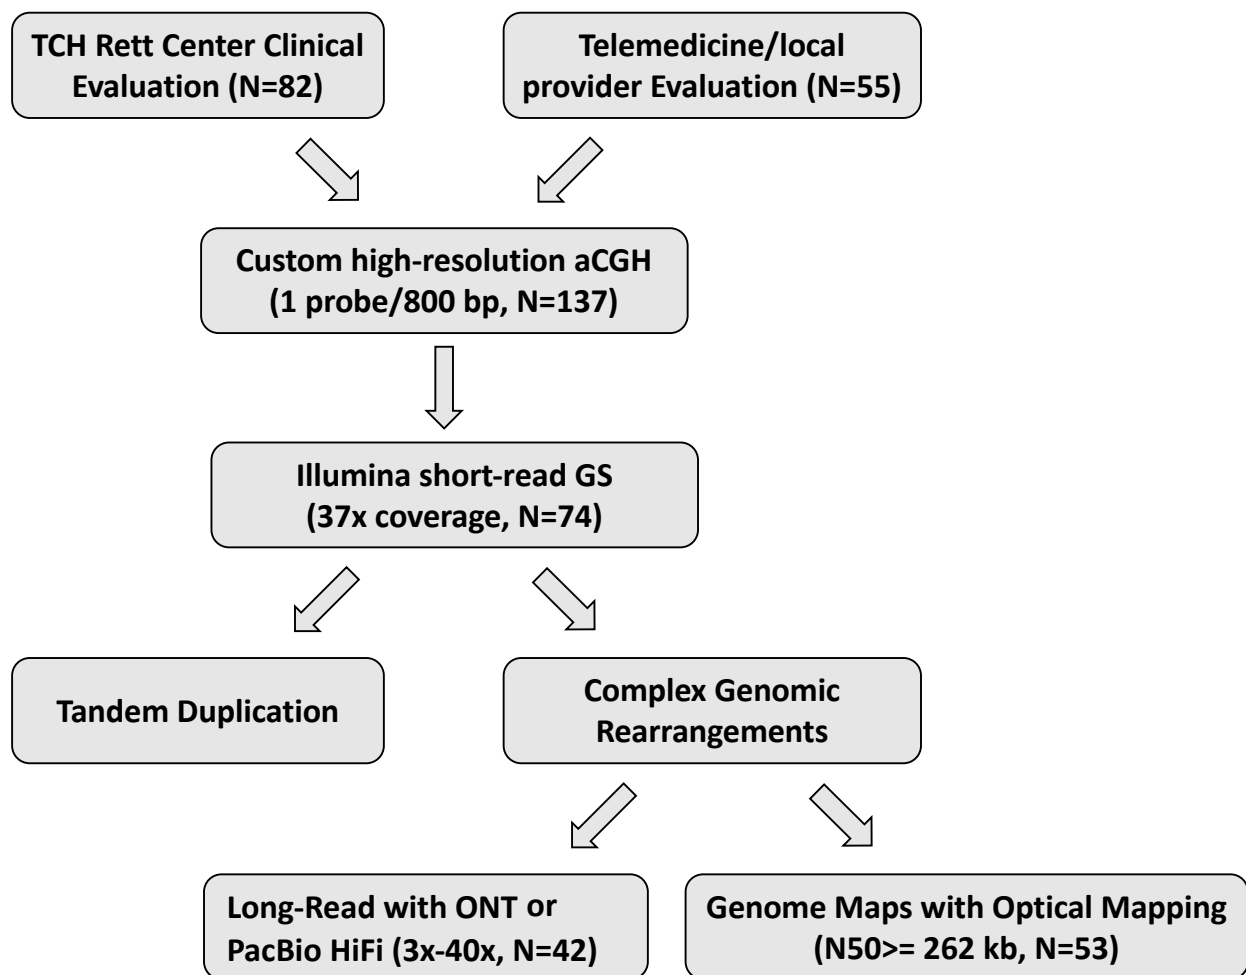 TCH Rett Center Clinical
Evaluation (N=82)
Telemedicine/local
provider Evaluation (N=55)
Custom high-resolution aCGH
(1 probe/800 bp, N=137)
Illumina short-read GS
(37x coverage, N=74)
Tandem Duplication
Complex Genomic
Rearrangements
Long-Read with ONT or
PacBio HiFi (3x-40x, N=42)
Genome Maps with Optical Mapping
(N50>= 262 kb, N=53)